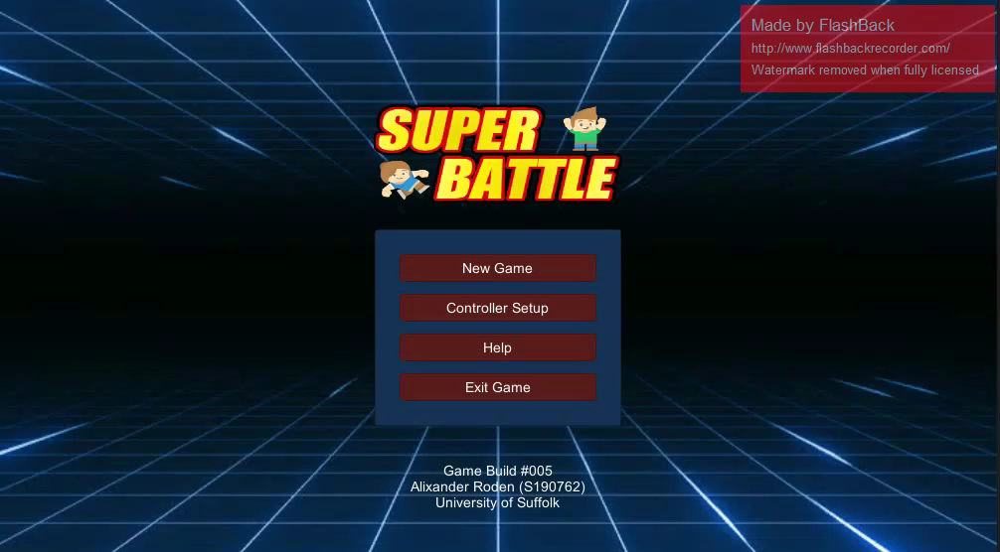 Made by FlashBack
http://www.flashbackrecorder.com/
Watermark removed when fully licensed
SUPER
BATTLE
New Game
Controller Setup
Help
Exit Game
Game Build #005
Alixander Roden (S190762)
University of Suffolk